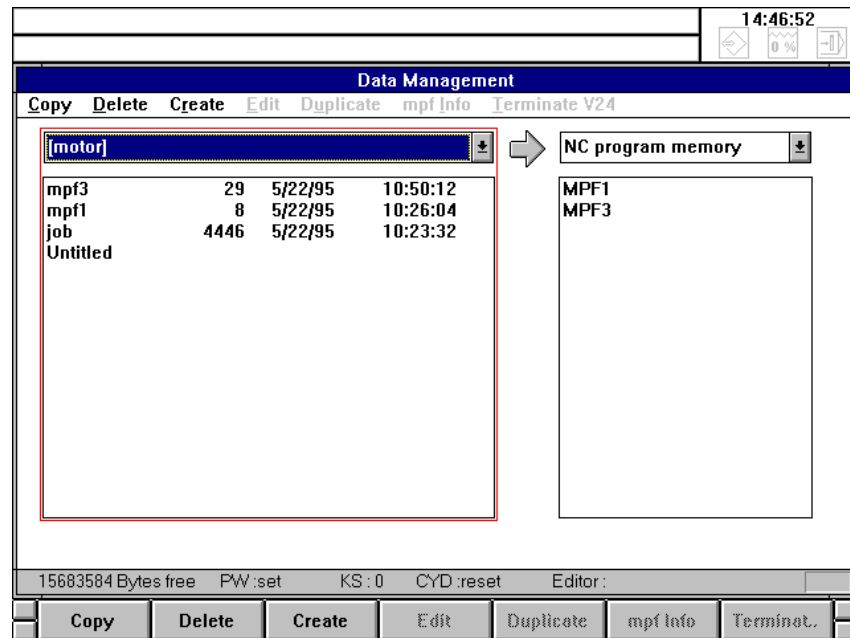 14:46:52
0 %
Data Management
Copy Delete Create Edit Duplicate mpf Info Terminate V24
[motor] NC program memory
mpf3 29 5/22/95 10:50:12 MPF1
mpf1 8 5/22/95 10:26:04 MPF3
job 4446 5/22/95 10:23:32
Untitled
15683584 Bytes free PW :set KS : 0 CYD :reset Editor :
Copy Delete Create Edit Duplicate mpf Info Terminat..